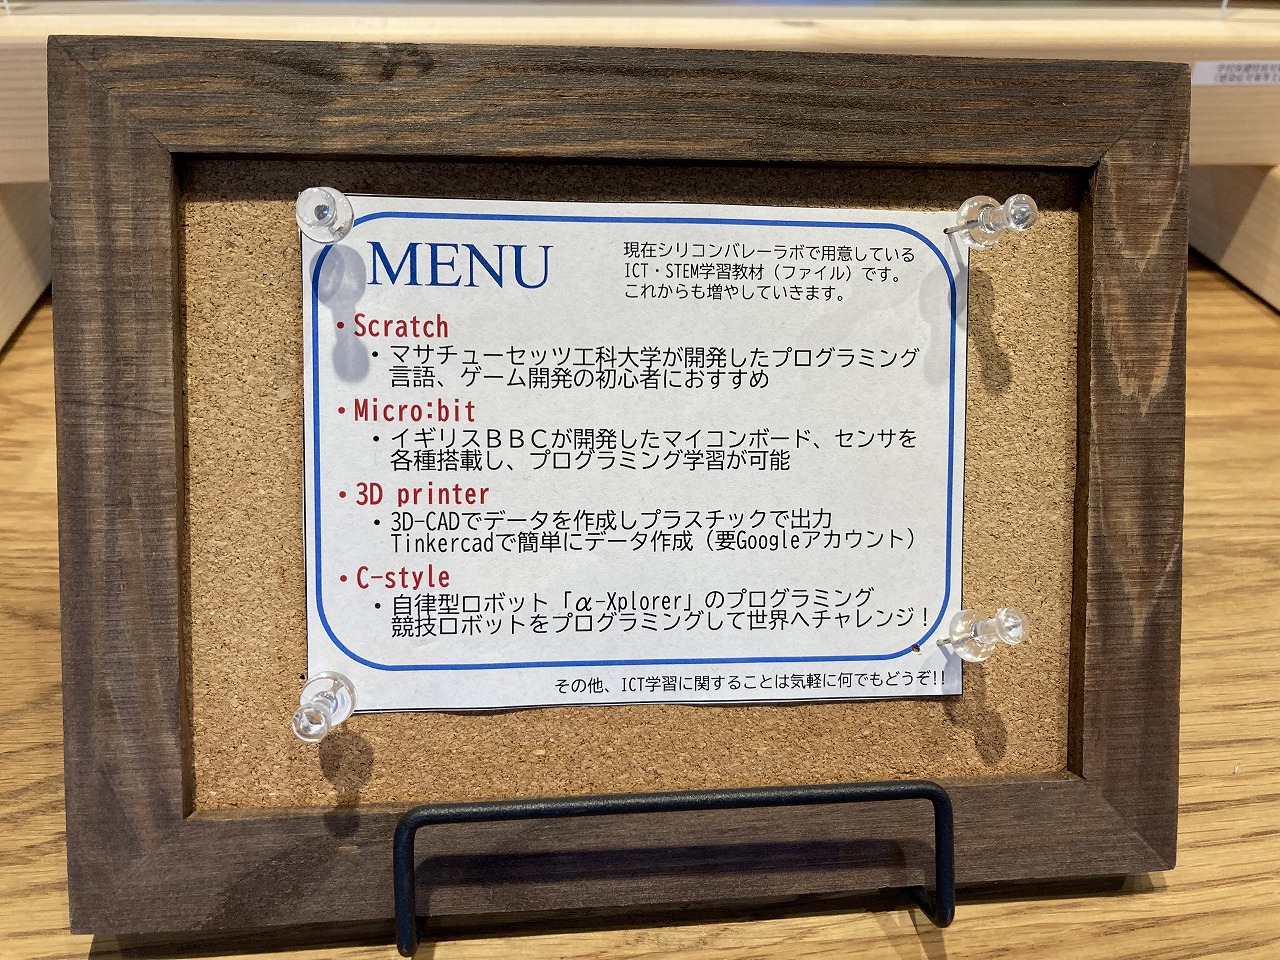 MENU
現在シリコンバレーラボで用意している
ICT・STEM学習教材（ファイル）です。
これからも増やしていきます。
・Scratch
・マサチューセッツ工科大学が開発したプログラミング
言語、ゲーム開発の初心者におすすめ
・Micro:bit
・イギリスＢＢＣが開発したマイコンボード、センサを
各種搭載し、プログラミング学習が可能
・3D printer
・3D-CADでデータを作成しプラスチックで出力
Tinkercadで簡単にデータ作成（要Googleアカウント）
・C-style
・自律型ロボット「α-Xplorer」のプログラミング
競技ロボットをプログラミングして世界へチャレンジ！
その他、ICT学習に関することは気軽に何でもどうぞ!!